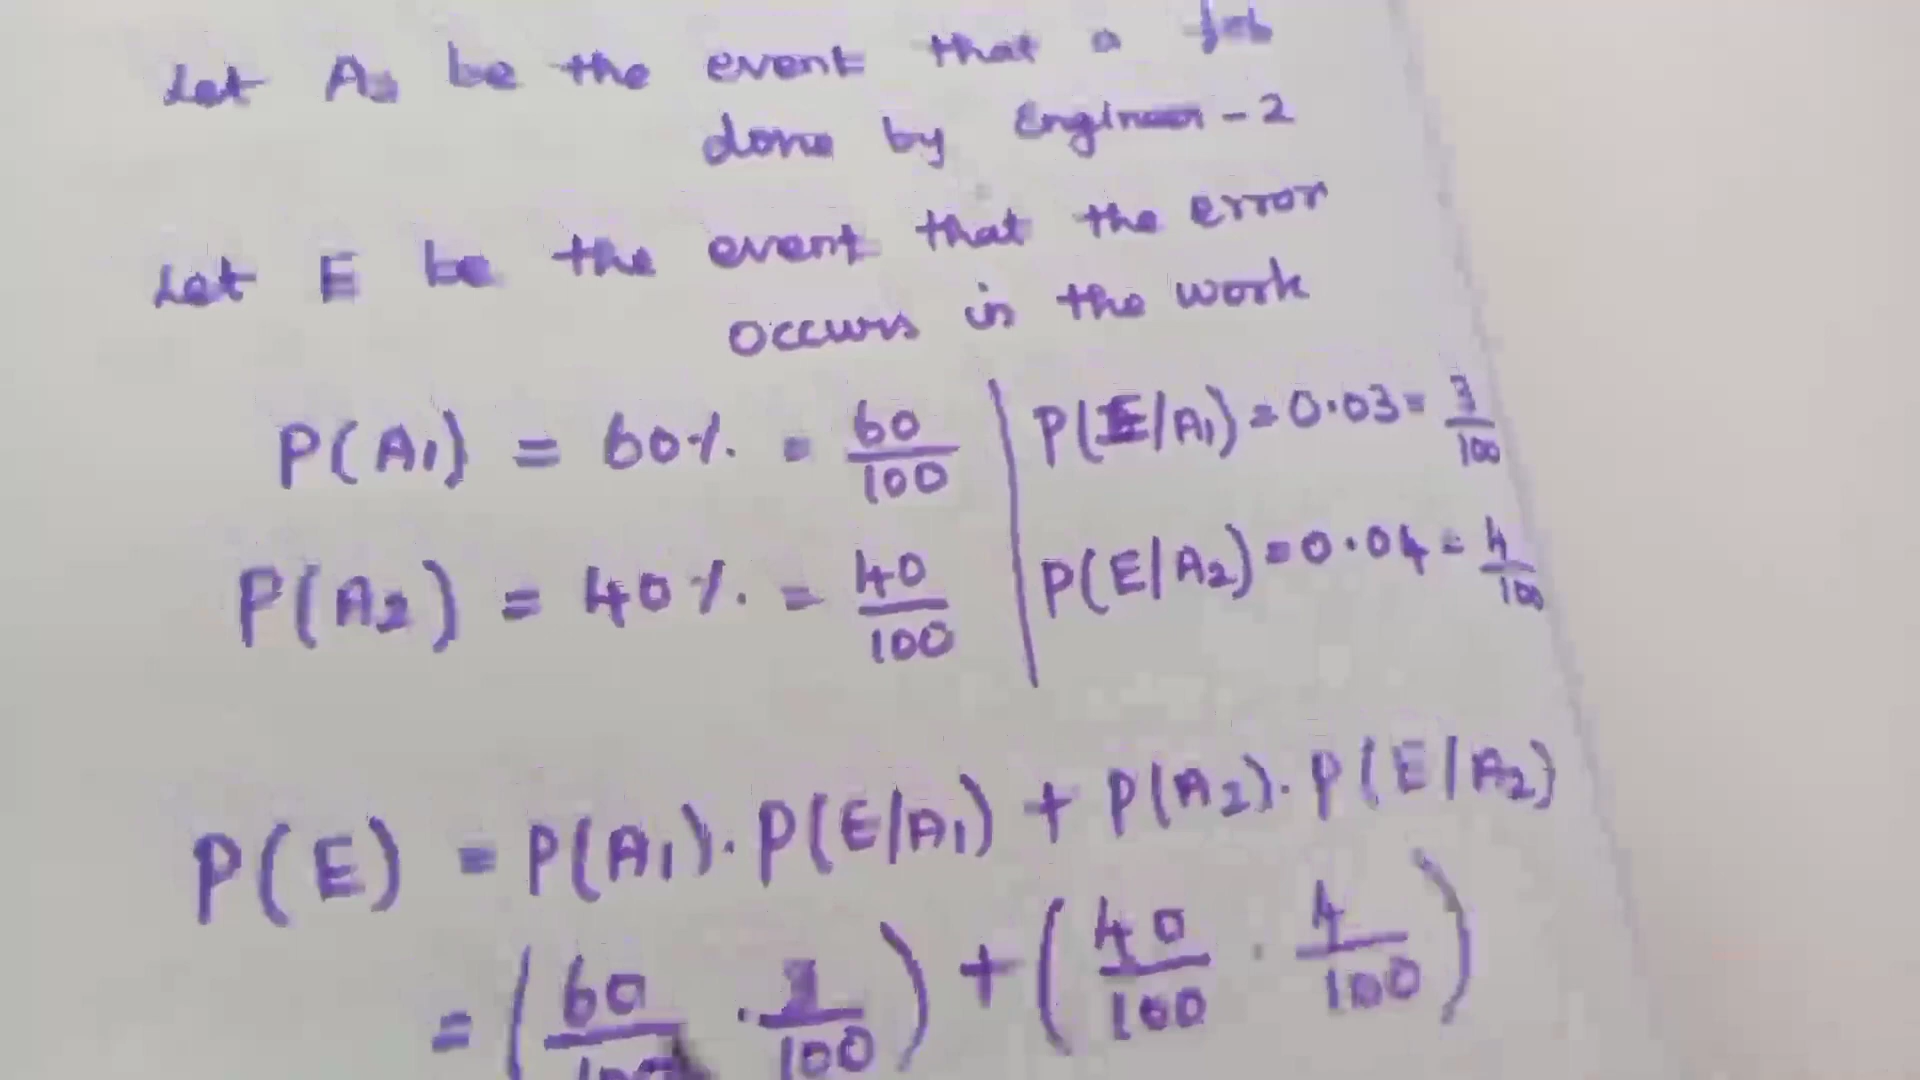 Let A2 be the event that a job
done by Engineer-2
Let E be the event that the error
occurs in the work
P(A1) = 60% = 60/100 | P(E/A1) = 0.03 = 3/100
P(A2) = 40% = 40/100 | P(E/A2) = 0.04 = 4/100
P(E) = P(A1). P(E/A1) + P(A2). P(E/A2)
= (60/100 . 3/100) + (40/100 . 4/100)